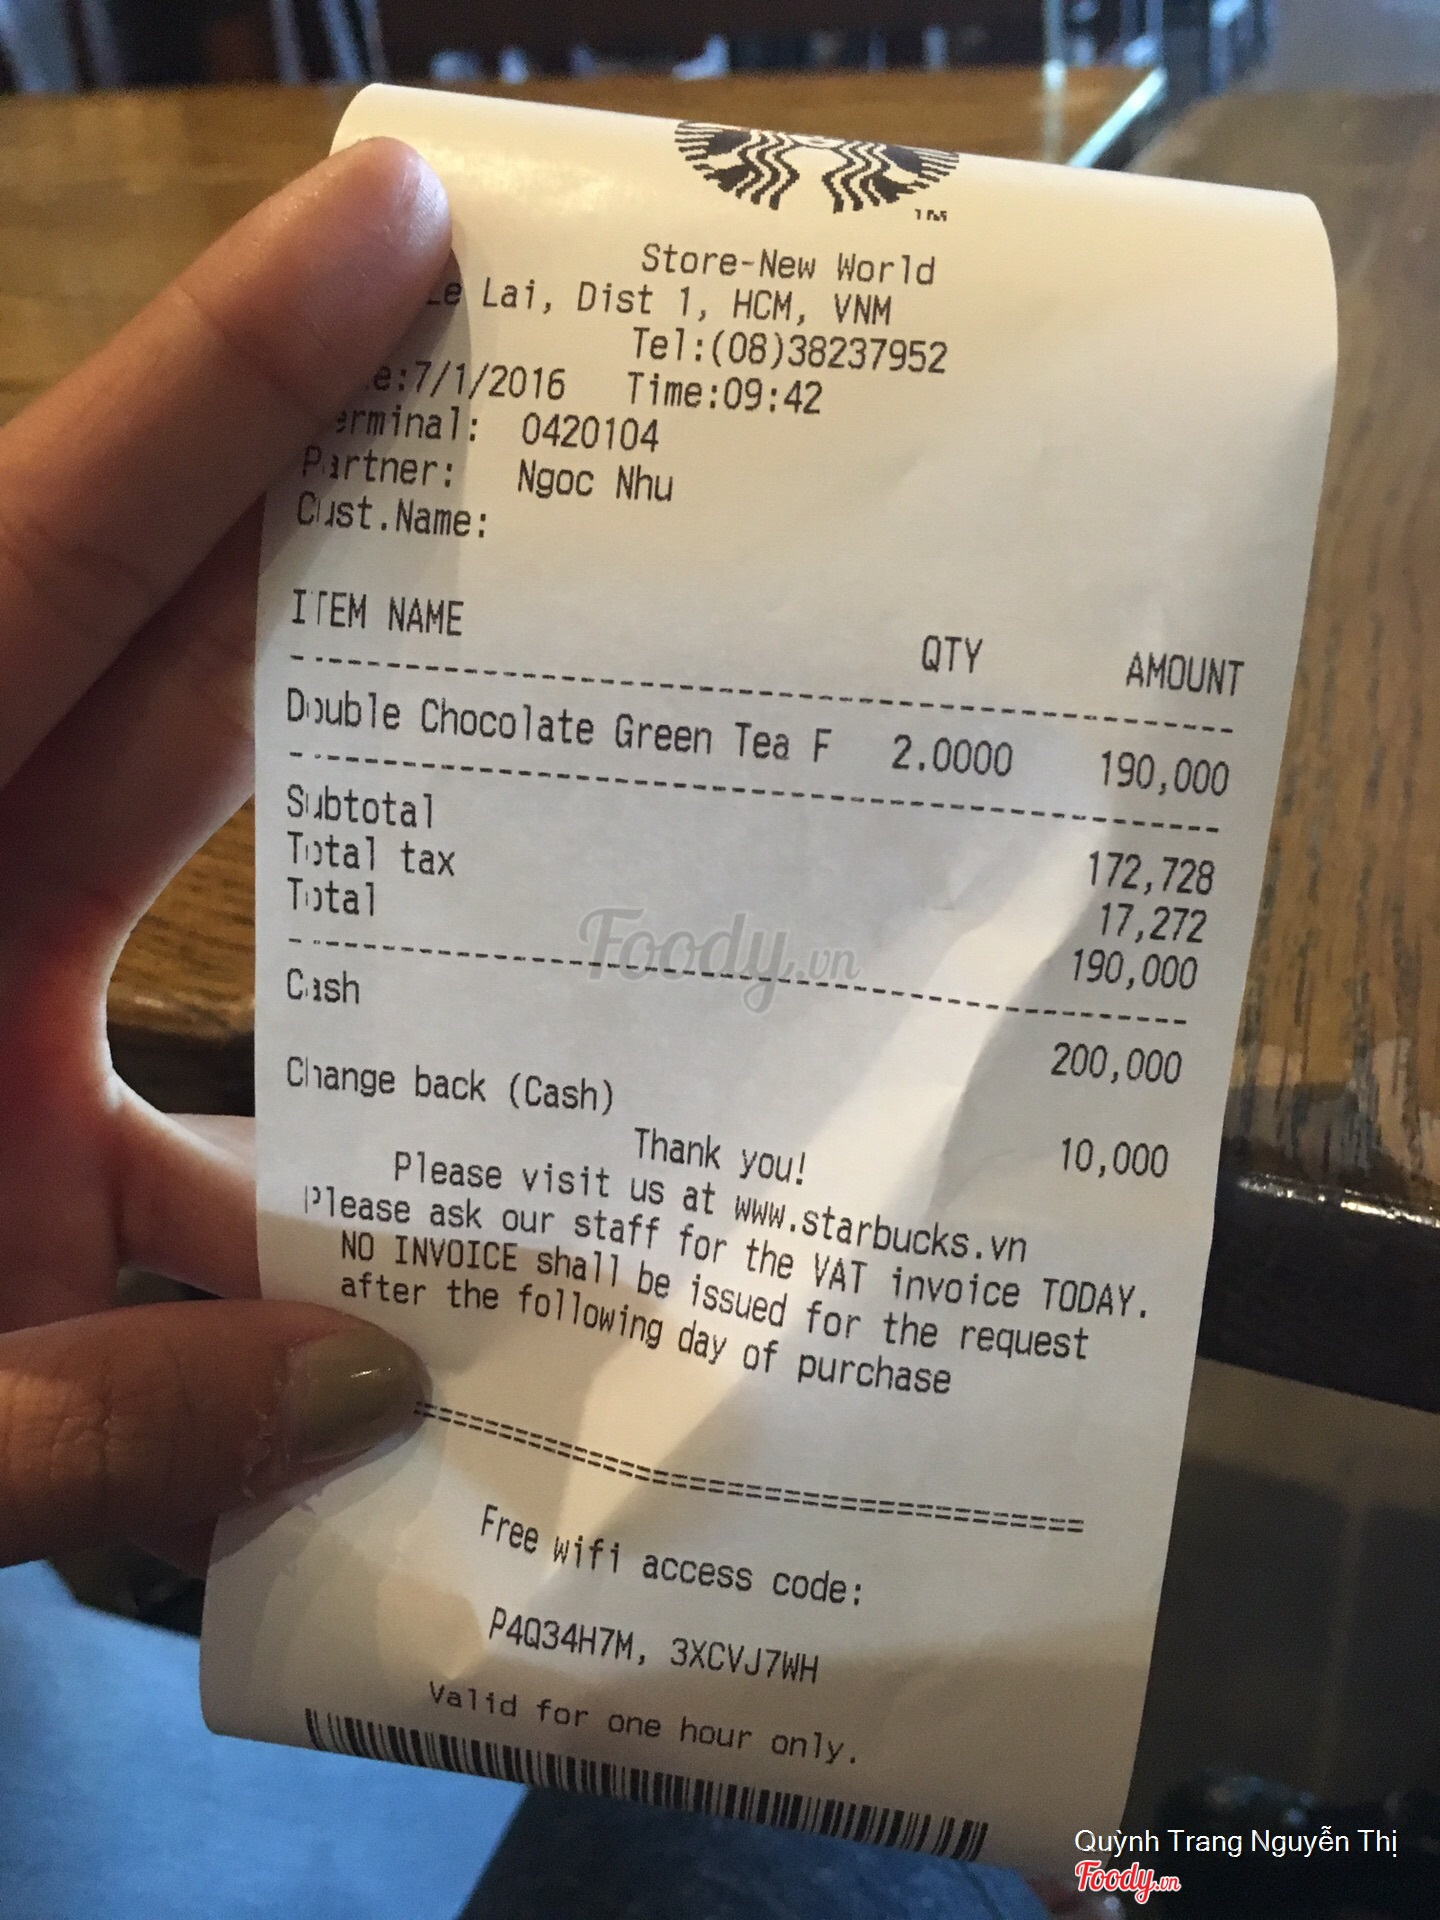 TM
Store-New World
Le Lai, Dist 1, HCM, VNM
Tel:(08)38237952
e:7/1/2016 Time:09:42
Terminal: 0420104
Partner: Ngoc Nhu
Cust.Name:
ITEM NAME QTY AMOUNT
Double Chocolate Green Tea F 2.0000 190,000
Subtotal 172,728
Total tax 17,272
Total 190,000
Cash 200,000
Change back (Cash) 10,000
Thank you!
Please visit us at www.starbucks.vn
Please ask our staff for the VAT invoice TODAY.
NO INVOICE shall be issued for the request
after the following day of purchase
Free wifi access code:
P4Q34H7M, 3XCVJ7WH
Valid for one hour only.
Foody.vn
Quỳnh Trang Nguyễn Thị
Foody.vn